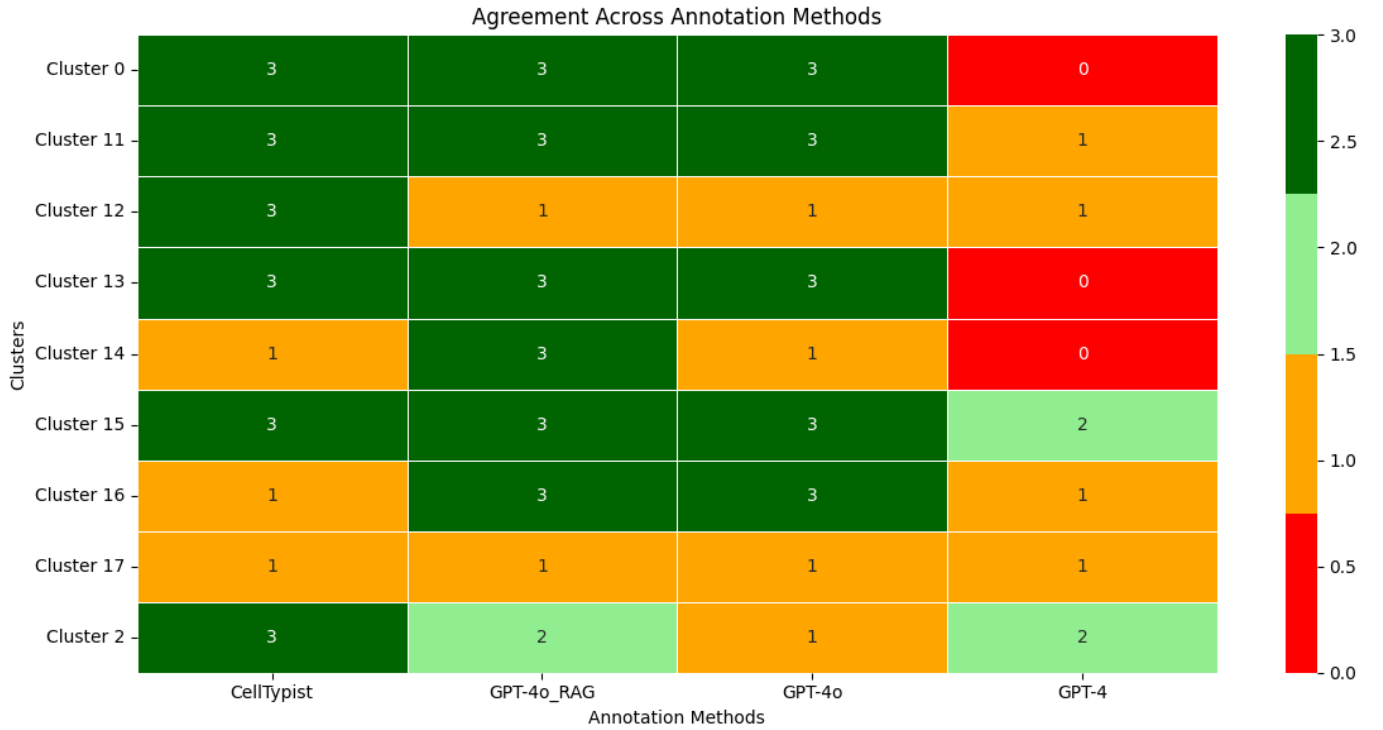 Agreement Across Annotation Methods
Cluster 0 3 3 3 0
Cluster 11 3 3 3 1
Cluster 12 3 1 1 1
Cluster 13 3 3 3 0
Cluster 14 1 3 1 0
Cluster 15 3 3 3 2
Cluster 16 1 3 3 1
Cluster 17 1 1 1 1
Cluster 2 3 2 1 2
Clusters
CellTypist GPT-4o_RAG GPT-4o GPT-4
Annotation Methods
3.0
2.5
2.0
1.5
1.0
0.5
0.0